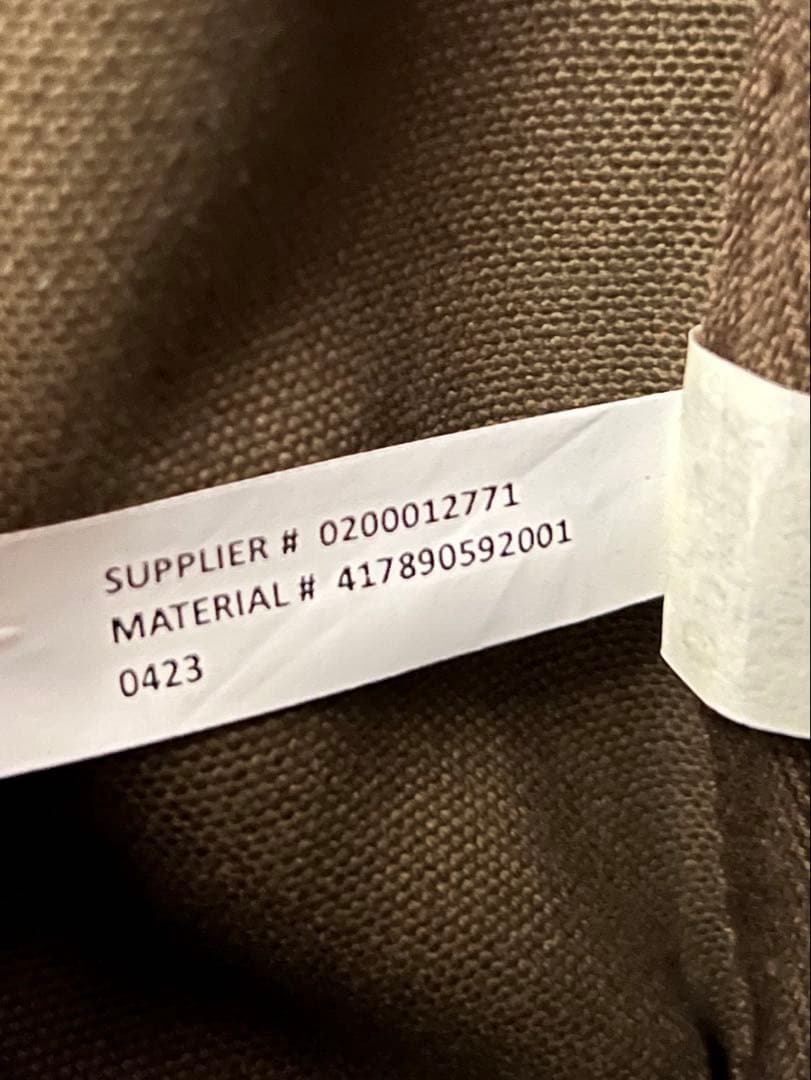 SUPPLIER # 0200012771
MATERIAL # 417890592001
0423